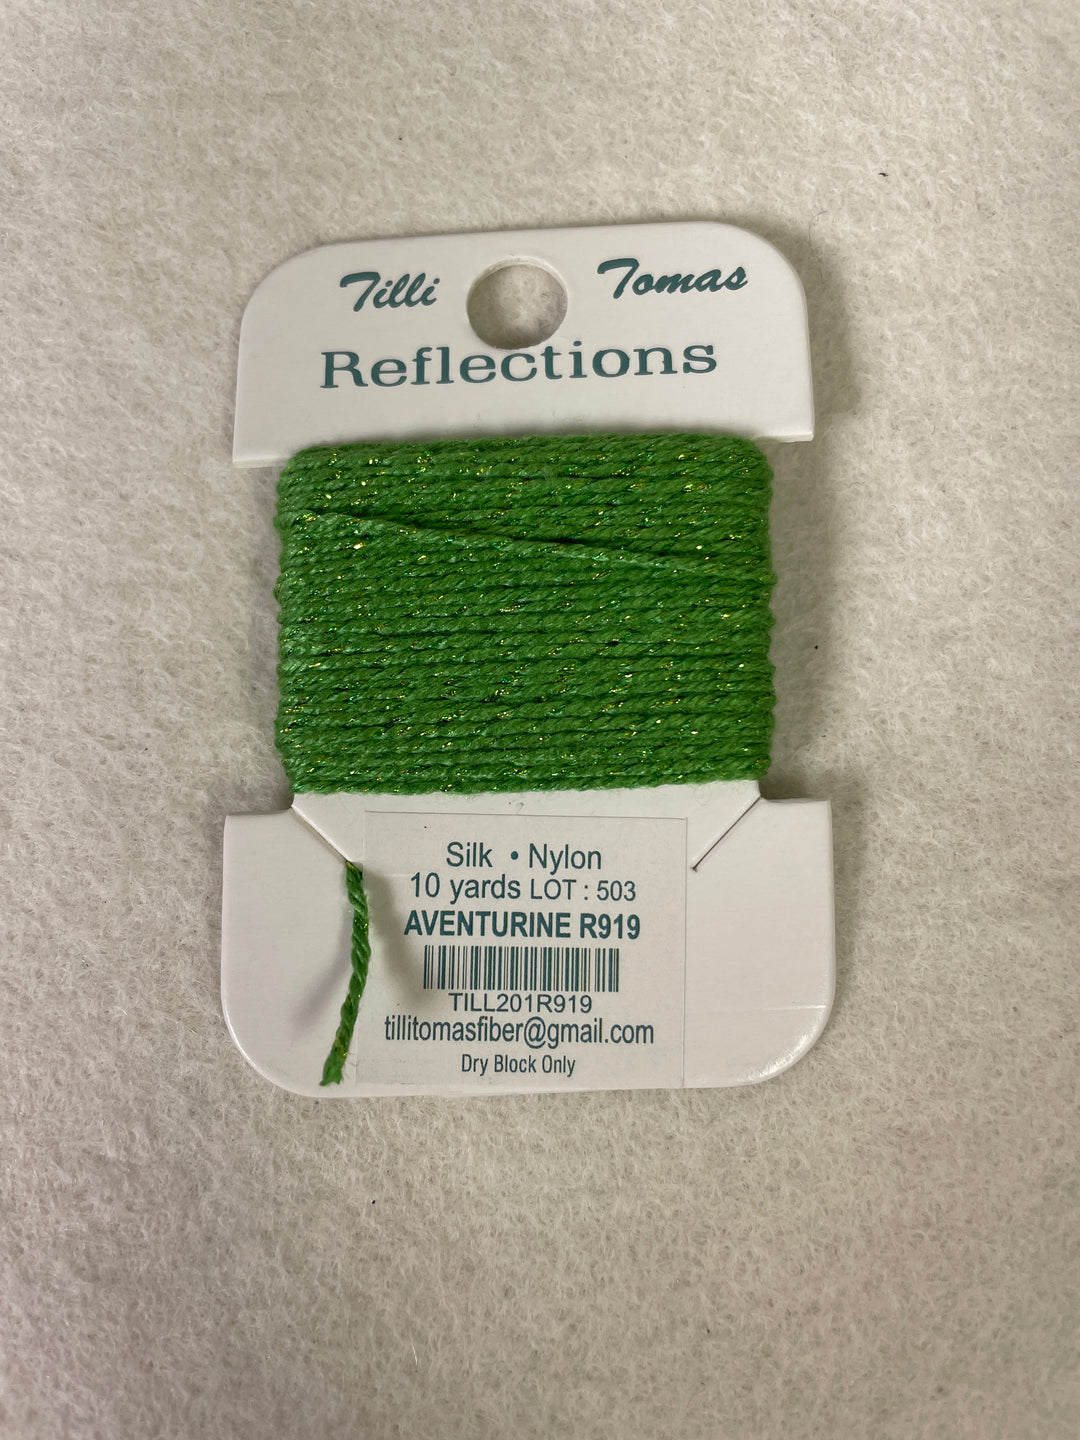 Tilli Tomas
Reflections
Silk • Nylon
10 yards LOT : 503
AVENTURINE R919
TILL201R919
tillitomasfiber@gmail.com
Dry Block Only